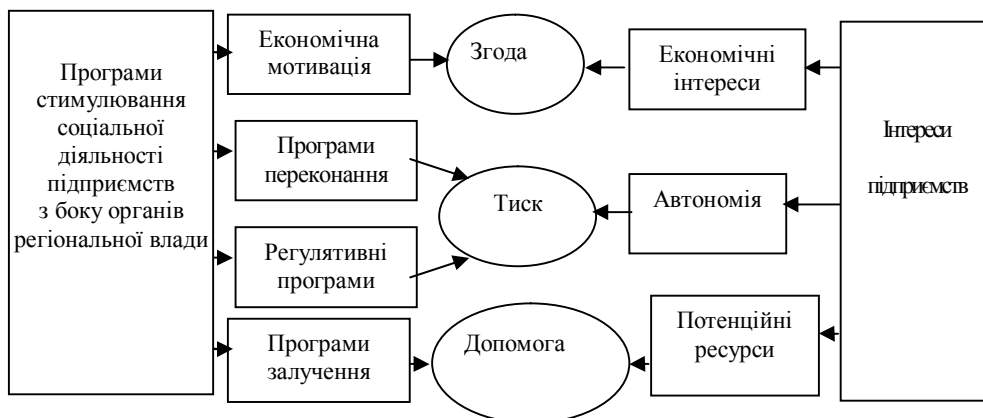 Програми
стимулювання
соціальної
діяльності
підприємств
з боку органів
регіональної влади
Економічна
мотивація
Програми
переконання
Регулятивні
програми
Програми
залучення
Згода
Тиск
Допомога
Економічні
інтереси
Автономія
Потенційні
ресурси
Інтереси
підприємств